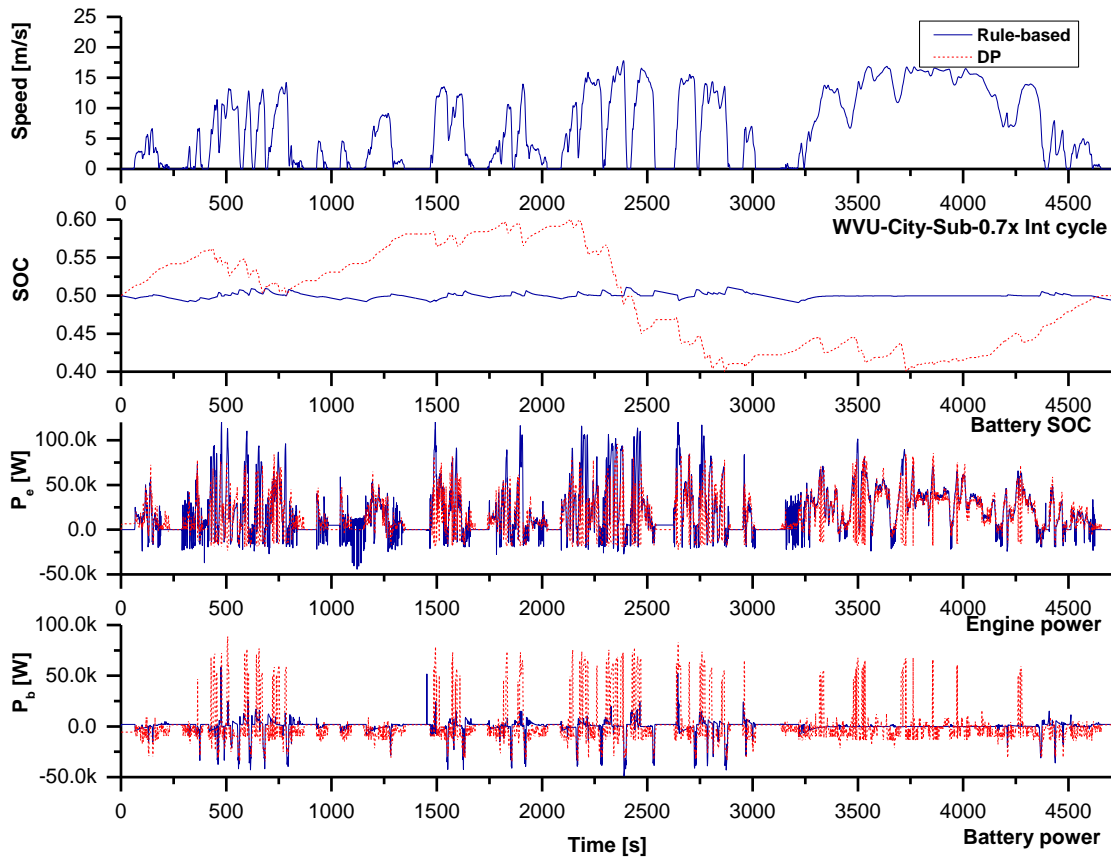 25
20
15
10
5
0
Speed [m/s]
Rule-based
DP
0 500 1000 1500 2000 2500 3000 3500 4000 4500
WVU-City-Sub-0.7x Int cycle
0.60
0.55
0.50
0.45
0.40
SOC
0 500 1000 1500 2000 2500 3000 3500 4000 4500
Battery SOC
100.0k
50.0k
0.0
-50.0k
P_e [W]
0 500 1000 1500 2000 2500 3000 3500 4000 4500
Engine power
100.0k
50.0k
0.0
-50.0k
P_b [W]
0 500 1000 1500 2000 2500 3000 3500 4000 4500
Time [s]
Battery power